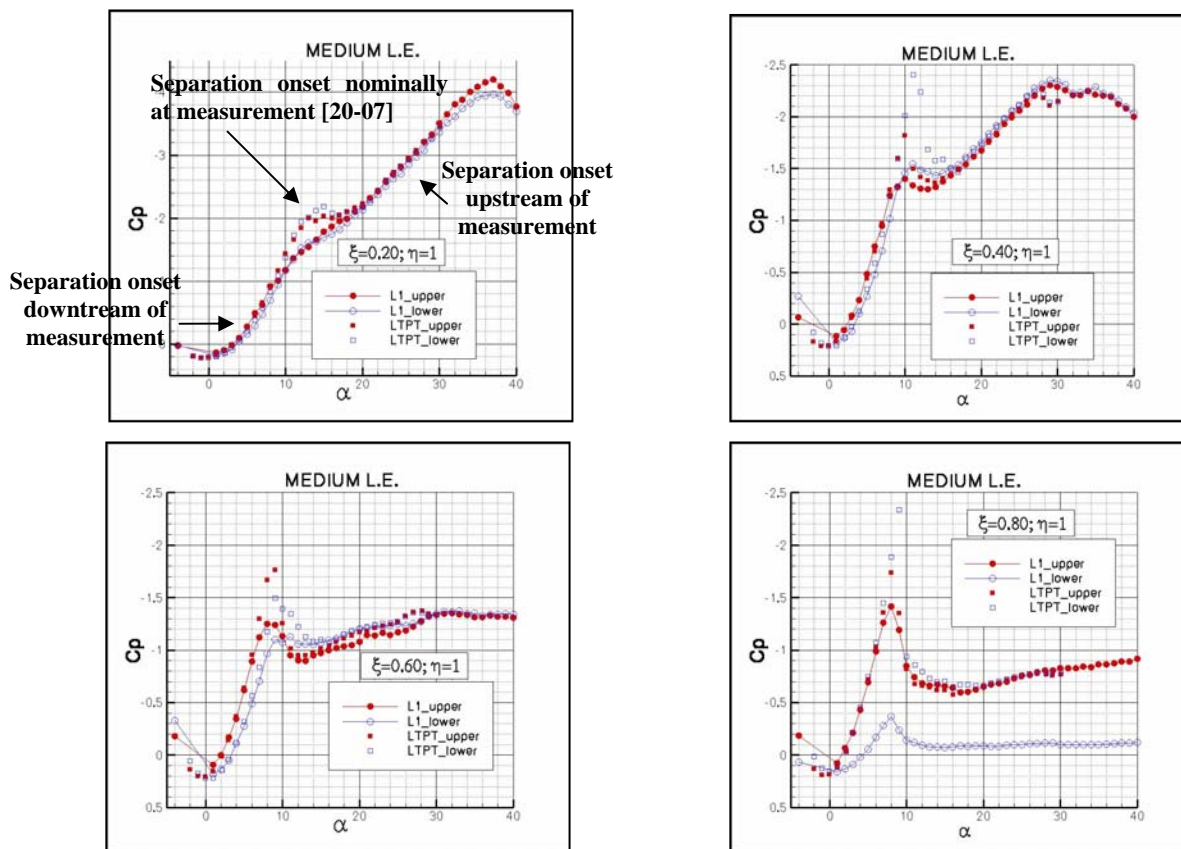 MEDIUM L.E.
Separation onset nominally
at measurement [20-07]
Separation onset
upstream of
measurement
Separation onset
downtream of
measurement
-3
-2
Cp
ξ=0.20; η=1
L1_upper
L1_lower
LTPT_upper
LTPT_lower
0 10 20 30 40
α
MEDIUM L.E.
-2.5
-2
-1.5
-1
-0.5
0
0.5
Cp
ξ=0.40; η=1
L1_upper
L1_lower
LTPT_upper
LTPT_lower
0 10 20 30 40
α
MEDIUM L.E.
-2.5
-2
-1.5
-1
-0.5
0
0.5
Cp
ξ=0.60; η=1
L1_upper
L1_lower
LTPT_upper
LTPT_lower
0 10 20 30 40
α
MEDIUM L.E.
-2.5
-2
-1.5
-1
-0.5
0
0.5
Cp
ξ=0.80; η=1
L1_upper
L1_lower
LTPT_upper
LTPT_lower
0 10 20 30 40
α